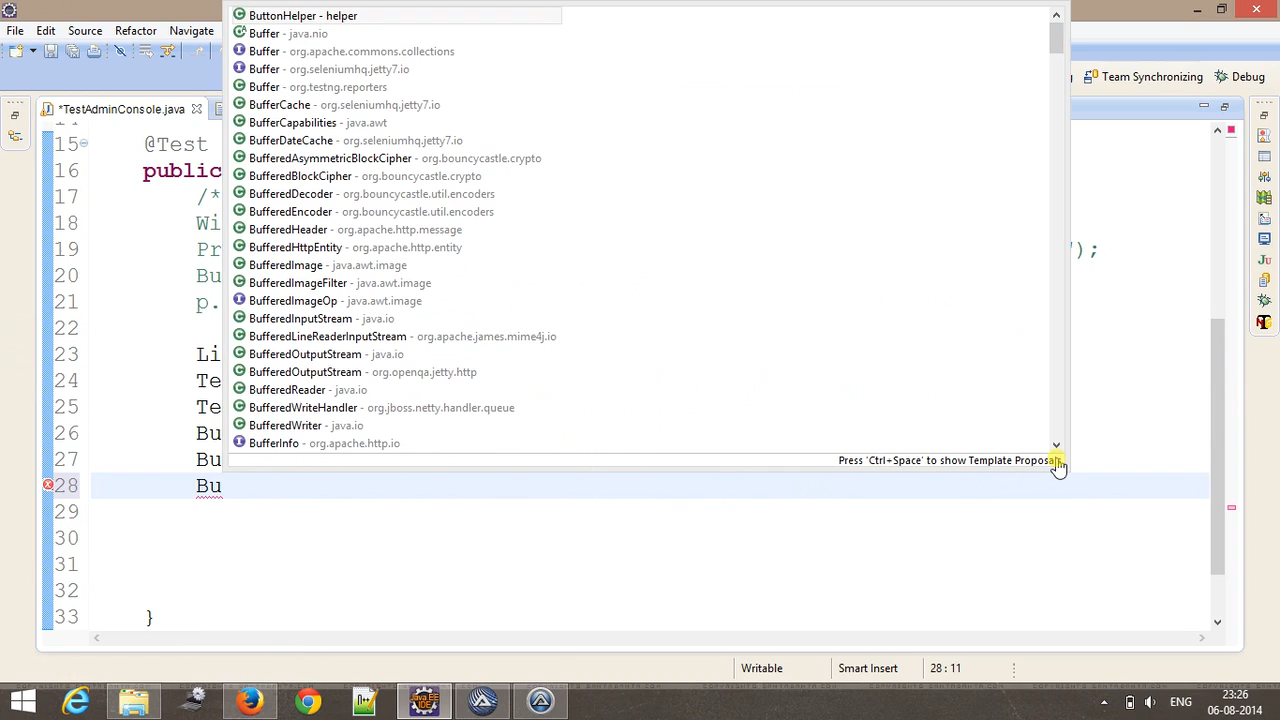 ButtonHelper - helper
File Edit Source Refactor Navigate
Buffer - java.nio
Buffer - org.apache.commons.collections
Buffer - org.seleniumhq.jetty7.io
Team Synchronizing Debug
Buffer - org.testng.reporters
*TestAdminConsole.java
BufferCache - org.seleniumhq.jetty7.io
BufferCapabilities - java.awt
15 @Test
BufferDateCache - org.seleniumhq.jetty7.io
BufferedAsymmetricBlockCipher - org.bouncycastle.crypto
16 public
BufferedBlockCipher - org.bouncycastle.crypto
17 /*
BufferedDecoder - org.bouncycastle.util.encoders
BufferedEncoder - org.bouncycastle.util.encoders
18 Wi
BufferedHeader - org.apache.http.message
19 Pr );
BufferedHttpEntity - org.apache.http.entity
BufferedImage - java.awt.image
20 Bu
BufferedImageFilter - java.awt.image
21 p.
BufferedImageOp - java.awt.image
BufferedInputStream - java.io
22
BufferedLineReaderInputStream - org.apache.james.mime4j.io
23 Li
BufferedOutputStream - java.io
BufferedOutputStream - org.openqa.jetty.http
24 Te
BufferedReader - java.io
25 Te
BufferedWriteHandler - org.jboss.netty.handler.queue
BufferedWriter - java.io
26 Bu
BufferInfo - org.apache.http.io
27 Bu
Press 'Ctrl+Space' to show Template Proposals
28 Bu
29
30
31
32
33 }
Writable Smart Insert 28 : 11
Java EE IDE
ENG
23:26
06-08-2014